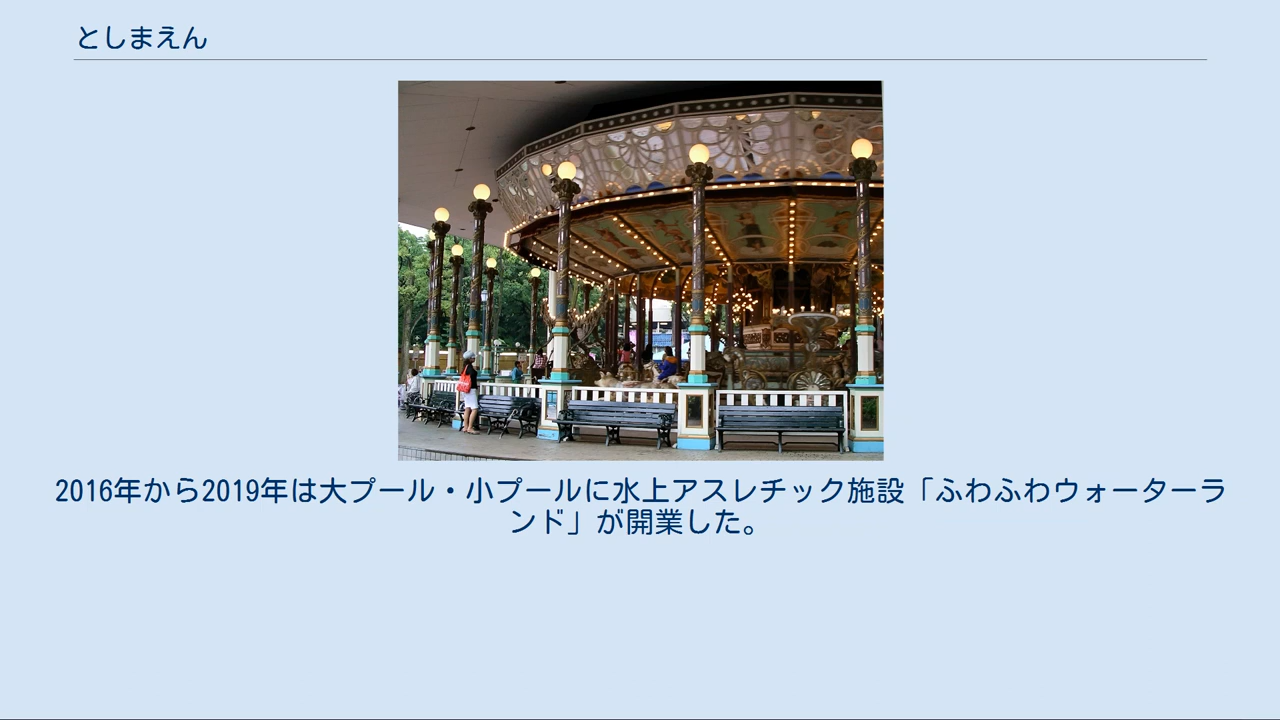 としまえん
2016年から2019年は大プール・小プールに水上アスレチック施設「ふわふわウォーターラ
ンド」が開業した。